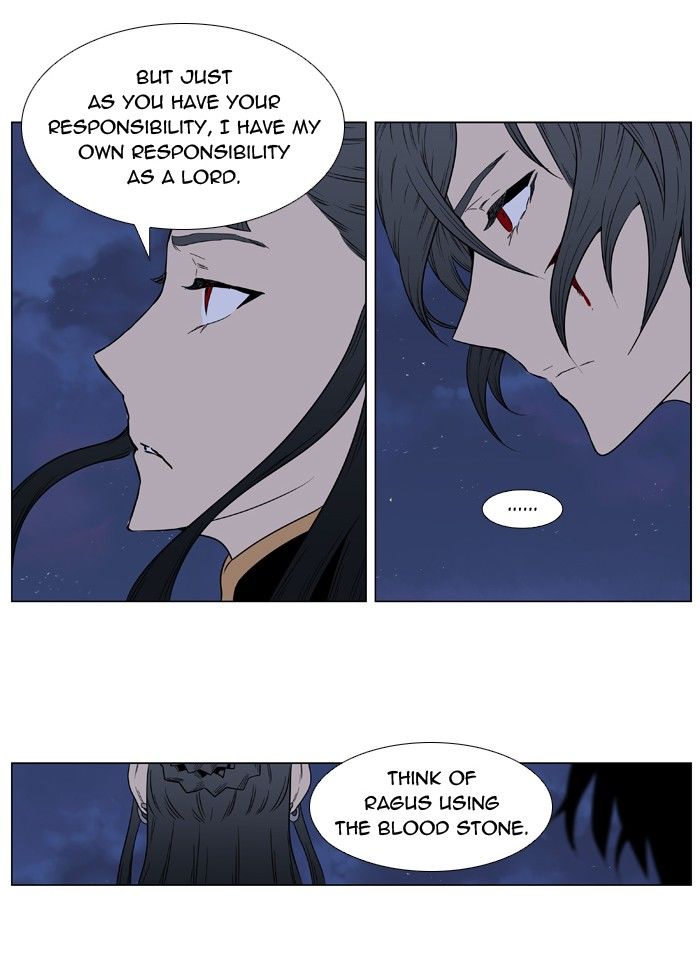 BUT JUST
AS YOU HAVE YOUR
RESPONSIBILITY, I HAVE MY
OWN RESPONSIBILITY
AS A LORD.
......
THINK OF
RAGUS USING
THE BLOOD STONE.